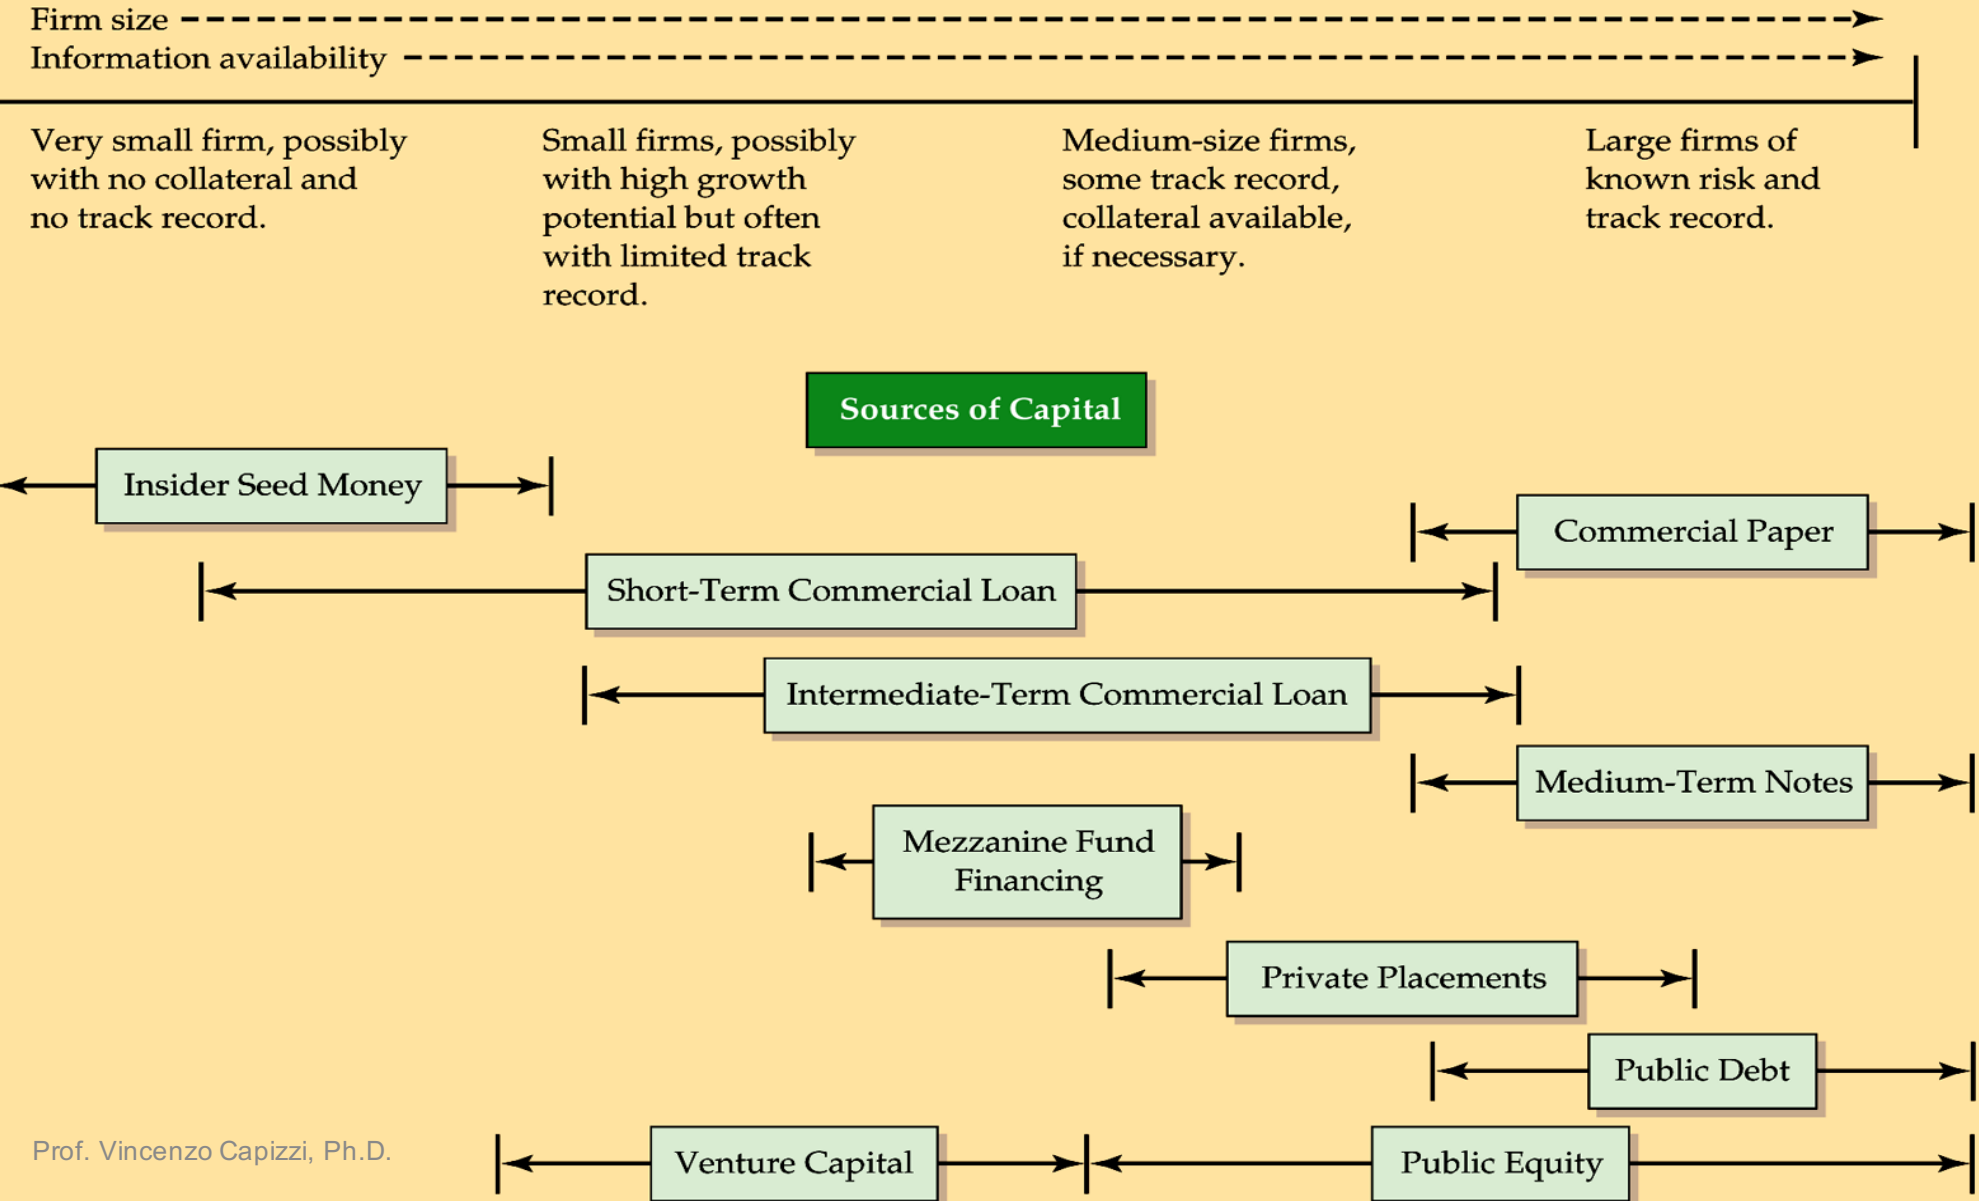 Firm size
Information availability
Very small firm, possibly
with no collateral and
no track record.
Small firms, possibly
with high growth
potential but often
with limited track
record.
Medium-size firms,
some track record,
collateral available,
if necessary.
Large firms of
known risk and
track record.
Sources of Capital
Insider Seed Money
Commercial Paper
Short-Term Commercial Loan
Intermediate-Term Commercial Loan
Medium-Term Notes
Mezzanine Fund
Financing
Private Placements
Public Debt
Prof. Vincenzo Capizzi, Ph.D.
Venture Capital
Public Equity